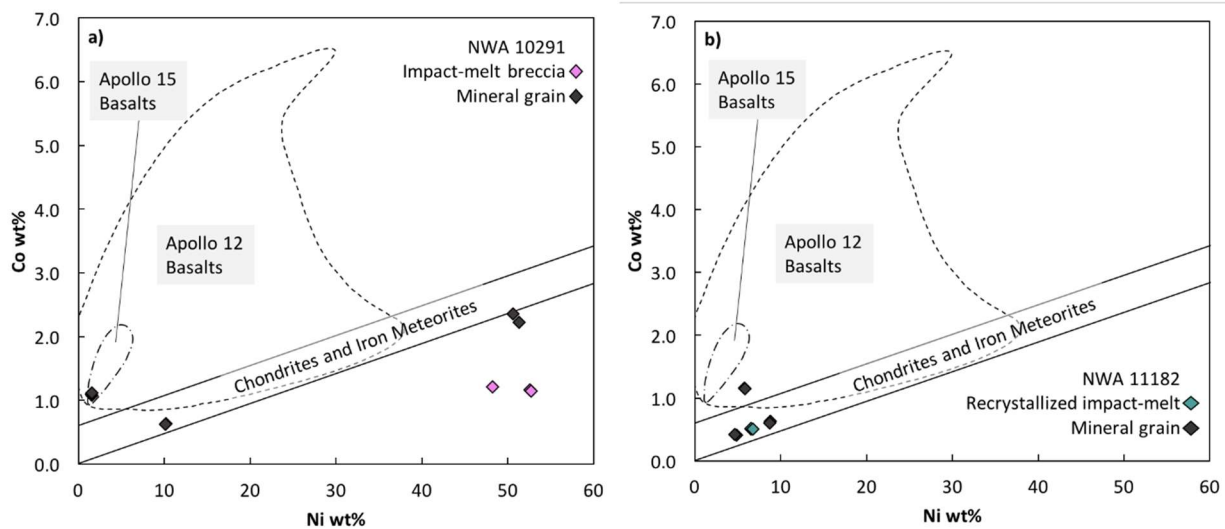 a)
NWA 10291
Impact-melt breccia
Mineral grain
Apollo 15
Basalts
Apollo 12
Basalts
Chondrites and Iron Meteorites
7.0
6.0
5.0
4.0
3.0
2.0
1.0
0.0
Co wt%
0
10
20
30
40
50
60
Ni wt%
b)
Apollo 15
Basalts
Apollo 12
Basalts
Chondrites and Iron Meteorites
NWA 11182
Recrystallized impact-melt
Mineral grain
7.0
6.0
5.0
4.0
3.0
2.0
1.0
0.0
Co wt%
0
10
20
30
40
50
60
Ni wt%